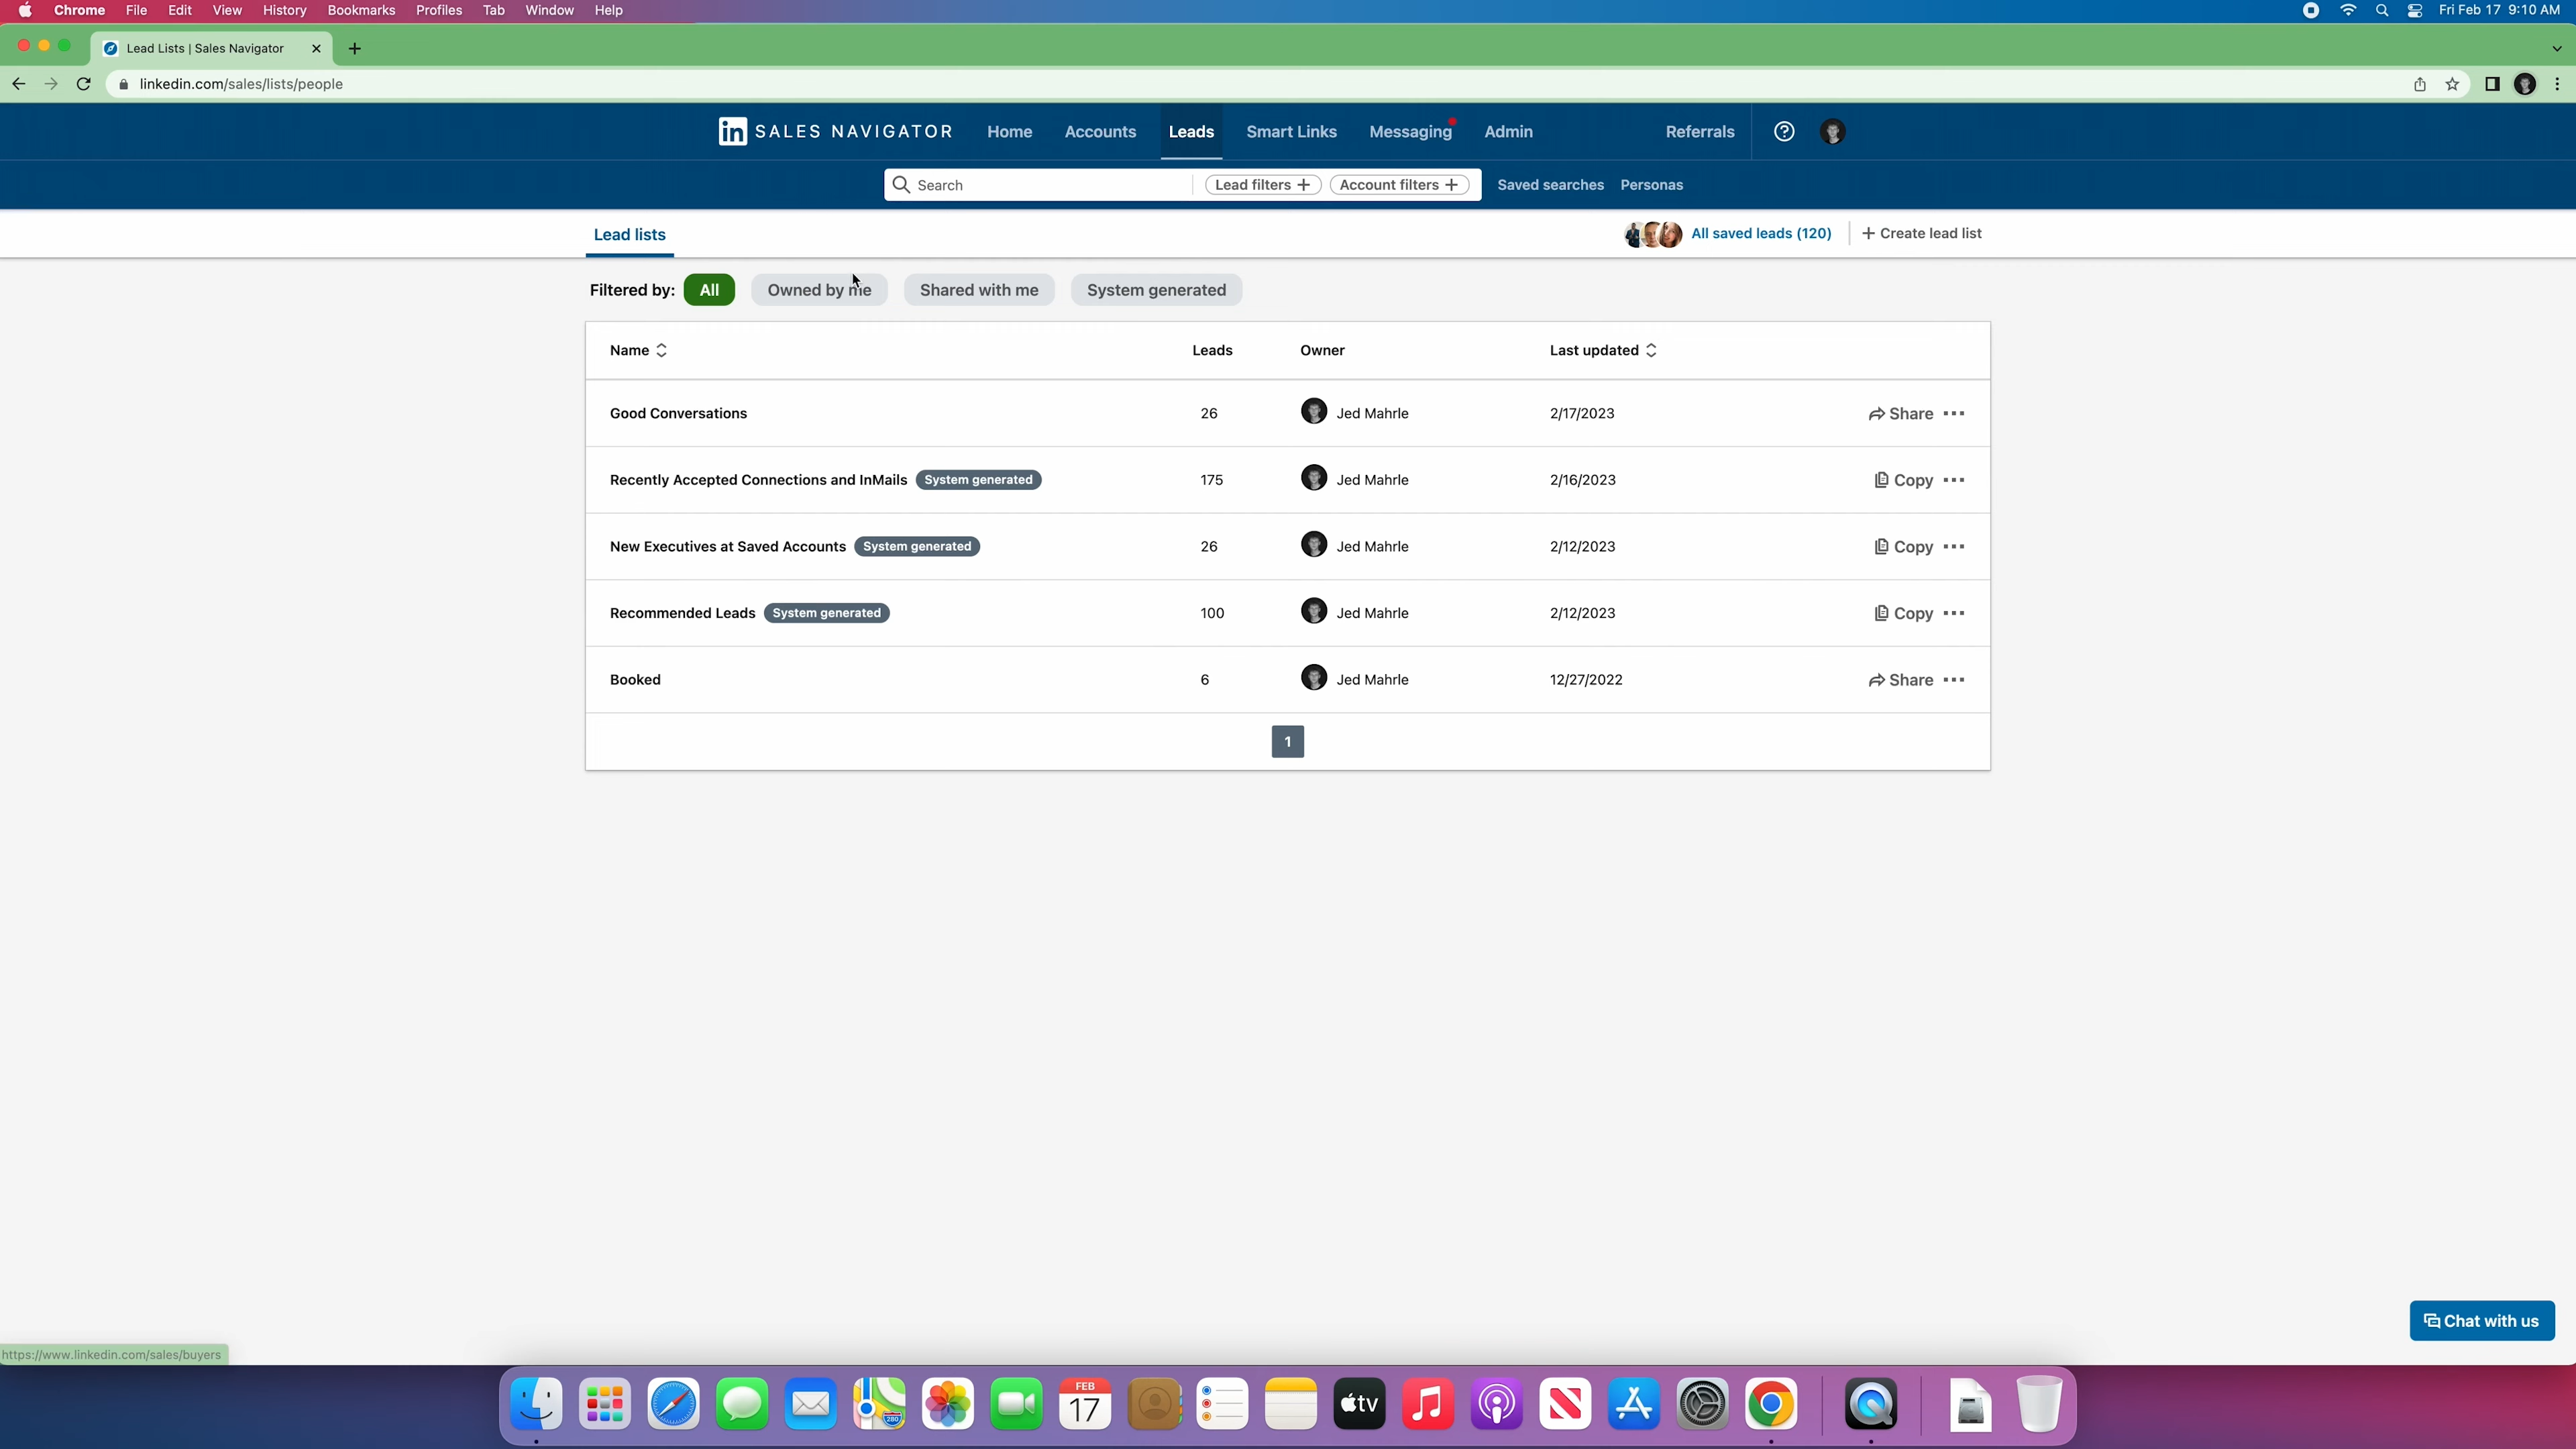 Chrome File Edit View History Bookmarks Profiles Tab Window Help Fri Feb 17 9:10 AM
Lead Lists | Sales Navigator
linkedin.com/sales/lists/people
in SALES NAVIGATOR Home Accounts Leads Smart Links Messaging Admin Referrals
Search Lead filters + Account filters + Saved searches Personas
Lead lists All saved leads (120) + Create lead list
Filtered by: All Owned by me Shared with me System generated
Name Leads Owner Last updated
Good Conversations 26 Jed Mahrle 2/17/2023 Share
Recently Accepted Connections and InMails System generated 175 Jed Mahrle 2/16/2023 Copy
New Executives at Saved Accounts System generated 26 Jed Mahrle 2/12/2023 Copy
Recommended Leads System generated 100 Jed Mahrle 2/12/2023 Copy
Booked 6 Jed Mahrle 12/27/2022 Share
1
Chat with us
https://www.linkedin.com/sales/buyers
FEB
17
280
tv